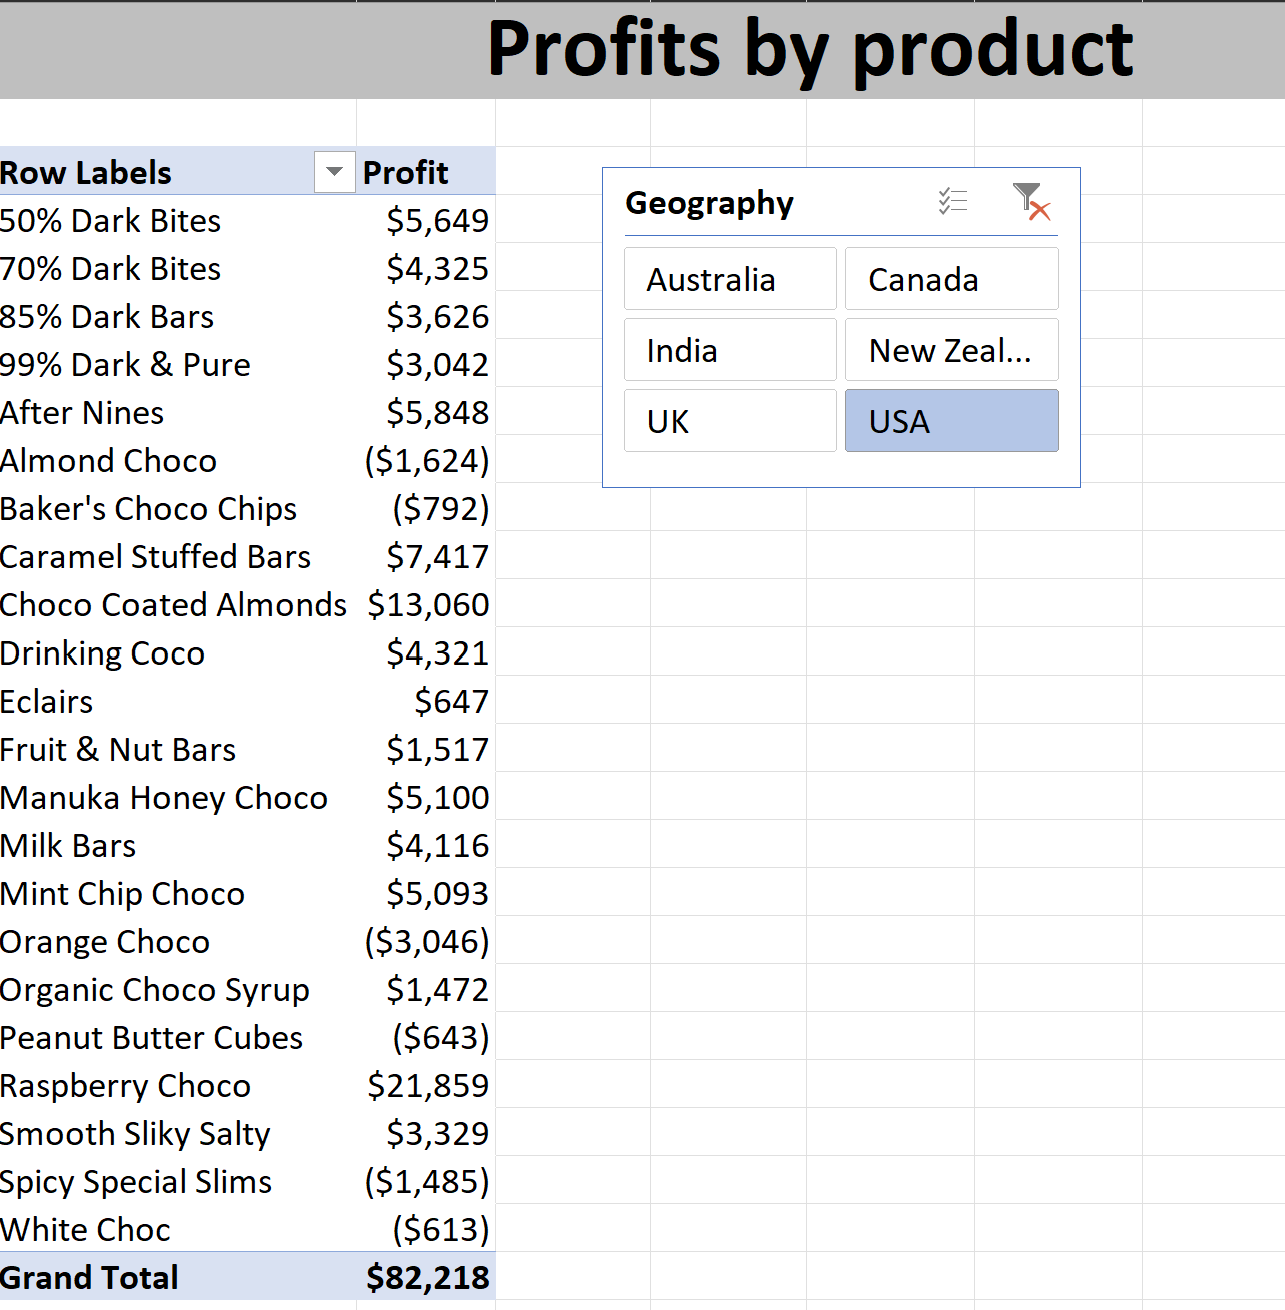 Profits by product
Row Labels Profit
50% Dark Bites $5,649
70% Dark Bites $4,325
85% Dark Bars $3,626
99% Dark & Pure $3,042
After Nines $5,848
Almond Choco ($1,624)
Baker's Choco Chips ($792)
Caramel Stuffed Bars $7,417
Choco Coated Almonds $13,060
Drinking Coco $4,321
Eclairs $647
Fruit & Nut Bars $1,517
Manuka Honey Choco $5,100
Milk Bars $4,116
Mint Chip Choco $5,093
Orange Choco ($3,046)
Organic Choco Syrup $1,472
Peanut Butter Cubes ($643)
Raspberry Choco $21,859
Smooth Sliky Salty $3,329
Spicy Special Slims ($1,485)
White Choc ($613)
Grand Total $82,218
Geography
Australia Canada
India New Zeal...
UK USA